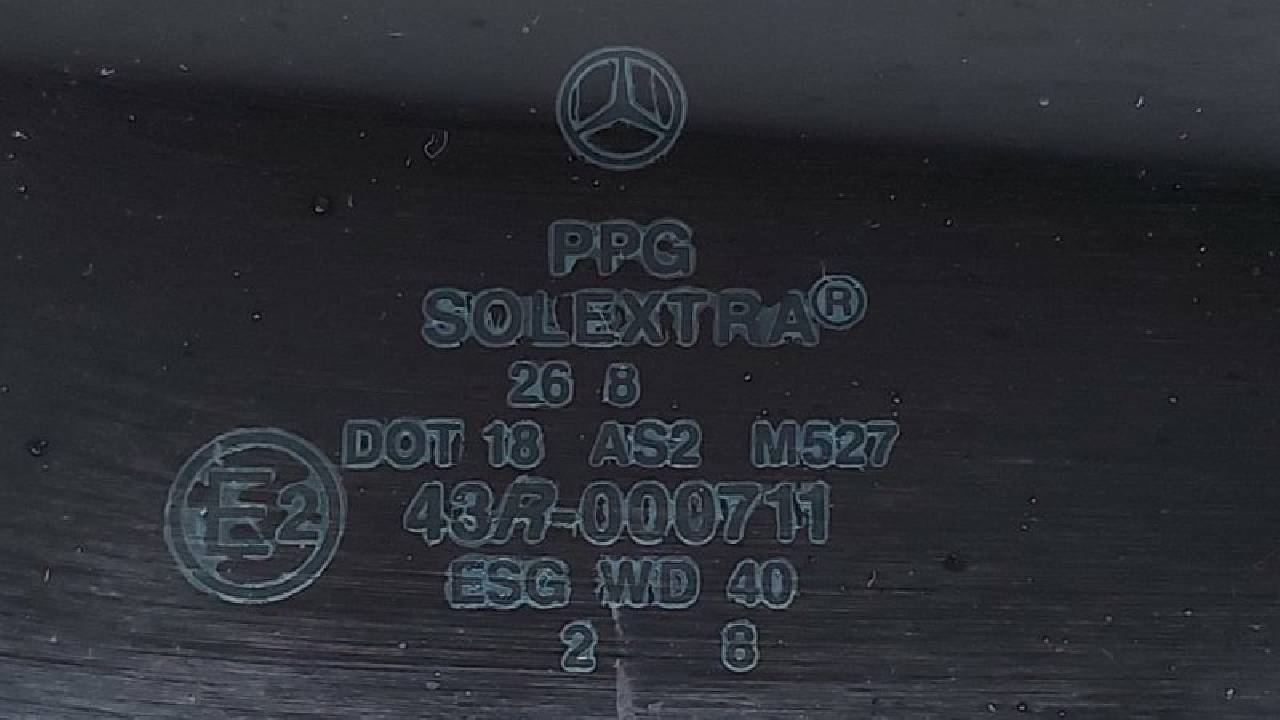 PPG
SOLEXTRA®
26 8
DOT 18 AS2 M527
E2
43R-000711
ESG WD 40
2 8